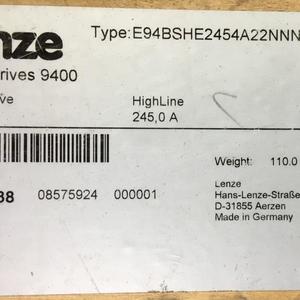 nze
Type:E94BSHE2454A22NNN
rives 9400
ve
HighLine
245,0 A
Weight: 110.0
38 08575924 000001
Lenze
Hans-Lenze-Straße
D-31855 Aerzen
Made in Germany